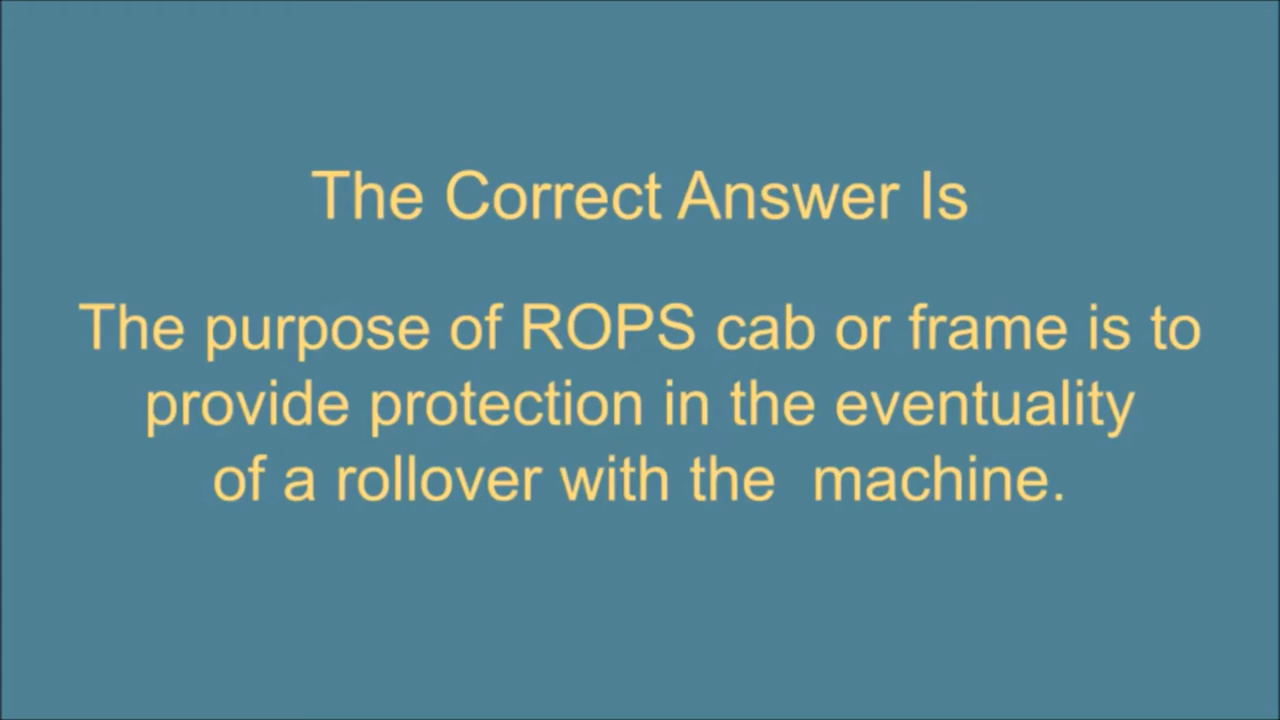 The Correct Answer Is
The purpose of ROPS cab or frame is to
provide protection in the eventuality
of a rollover with the  machine.